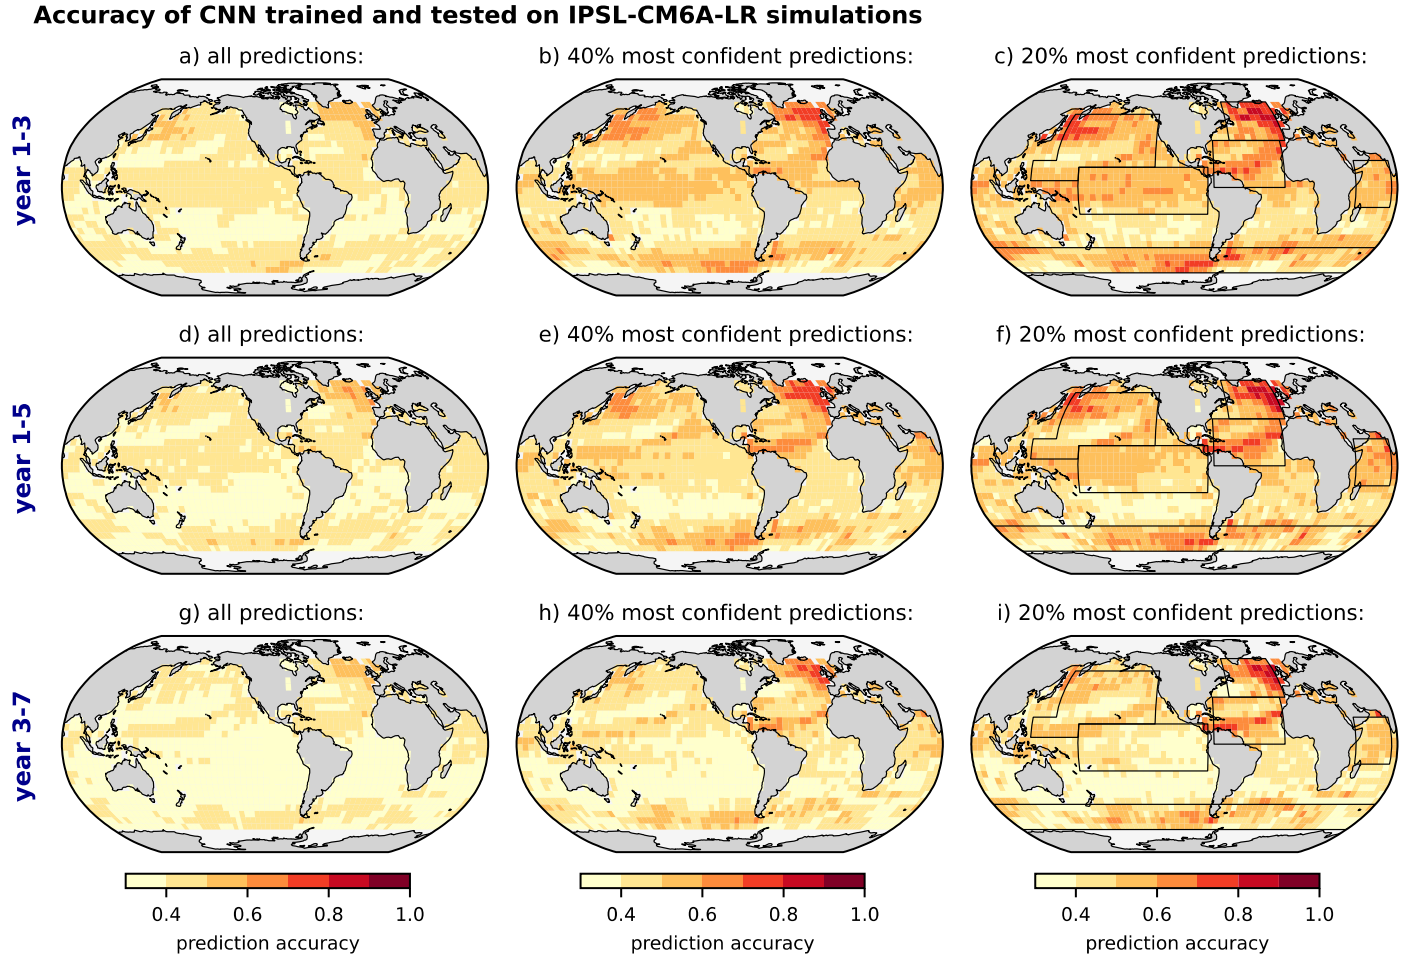 Accuracy of CNN trained and tested on IPSL-CM6A-LR simulations
a) all predictions:
b) 40% most confident predictions:
c) 20% most confident predictions:
year 1-3
d) all predictions:
e) 40% most confident predictions:
f) 20% most confident predictions:
year 1-5
g) all predictions:
h) 40% most confident predictions:
i) 20% most confident predictions:
year 3-7
0.4 0.6 0.8 1.0
prediction accuracy
0.4 0.6 0.8 1.0
prediction accuracy
0.4 0.6 0.8 1.0
prediction accuracy